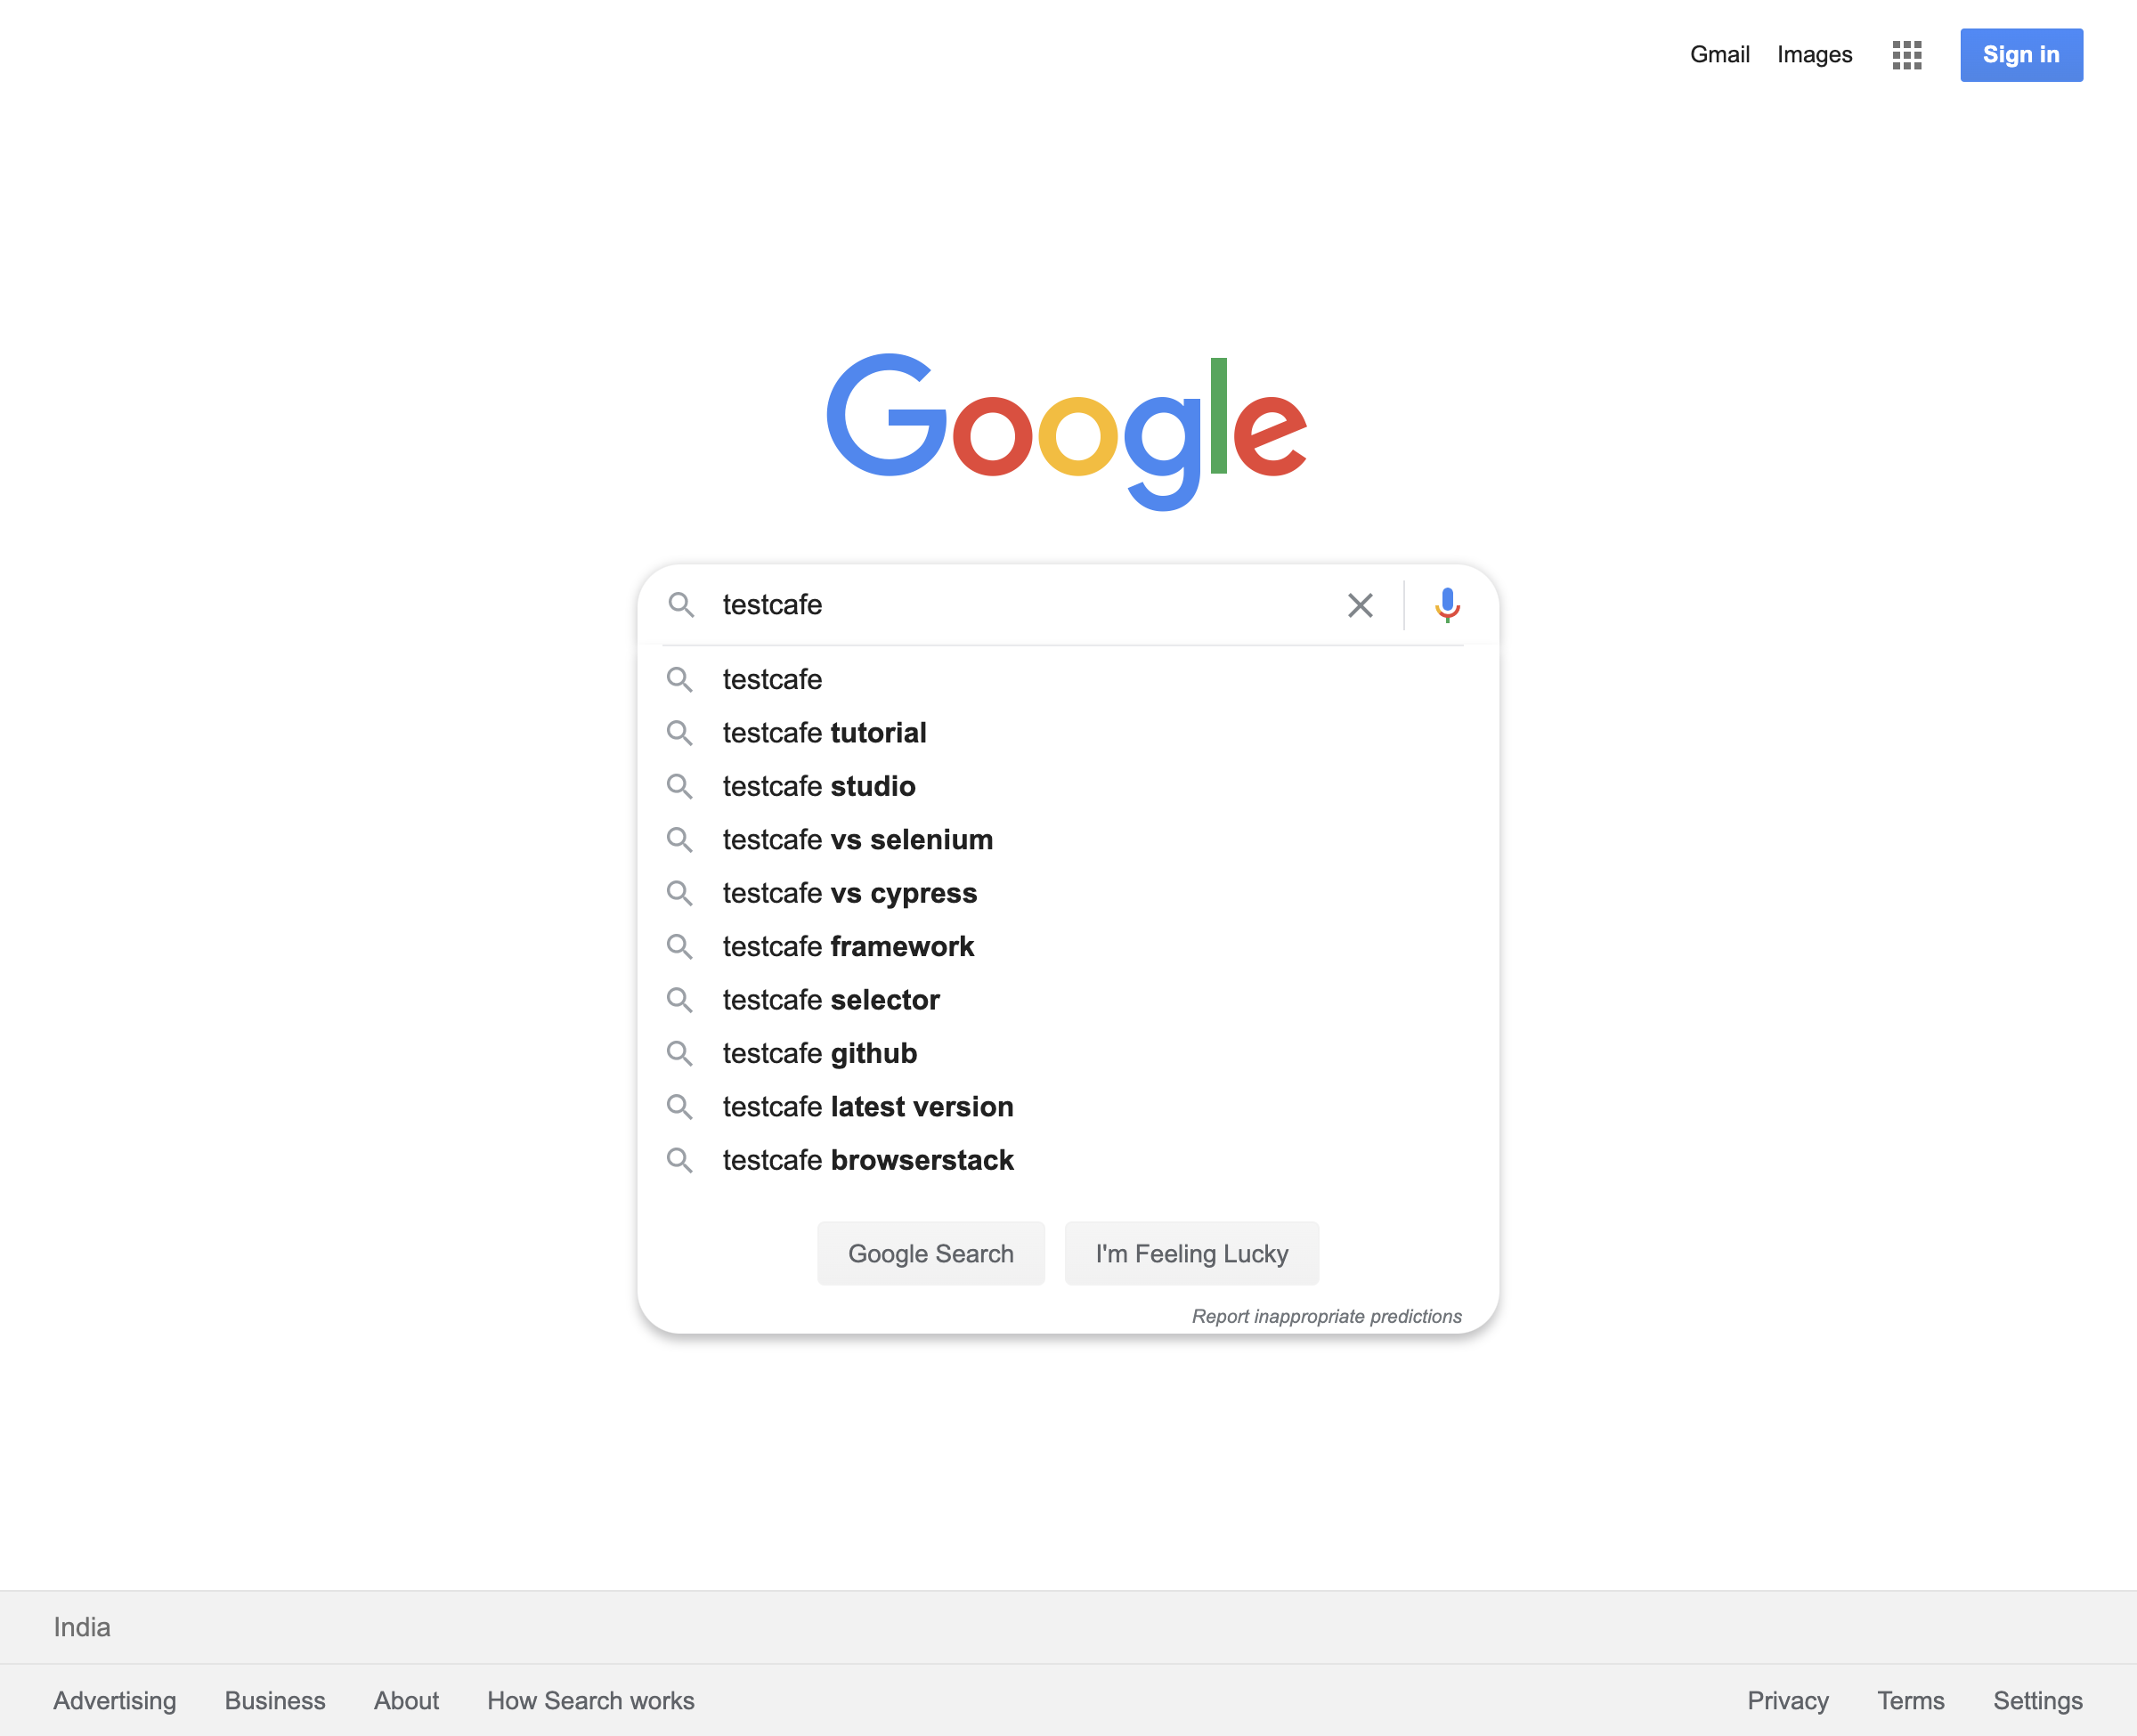 Gmail Images Sign in
Google
testcafe
testcafe
testcafe tutorial
testcafe studio
testcafe vs selenium
testcafe vs cypress
testcafe framework
testcafe selector
testcafe github
testcafe latest version
testcafe browserstack
Google Search I'm Feeling Lucky
Report inappropriate predictions
India
Advertising Business About How Search works Privacy Terms Settings